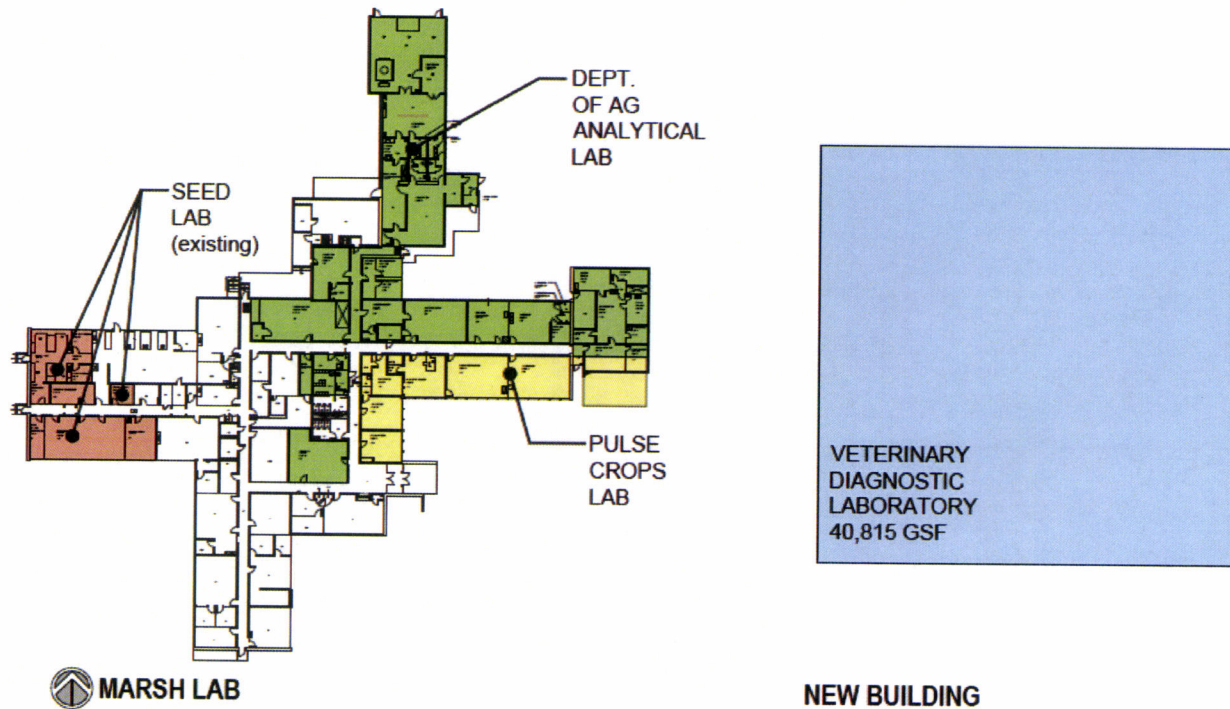 DEPT.
OF AG
ANALYTICAL
LAB
SEED
LAB
(existing)
PULSE
CROPS
LAB
VETERINARY
DIAGNOSTIC
LABORATORY
40,815 GSF
MARSH LAB
NEW BUILDING